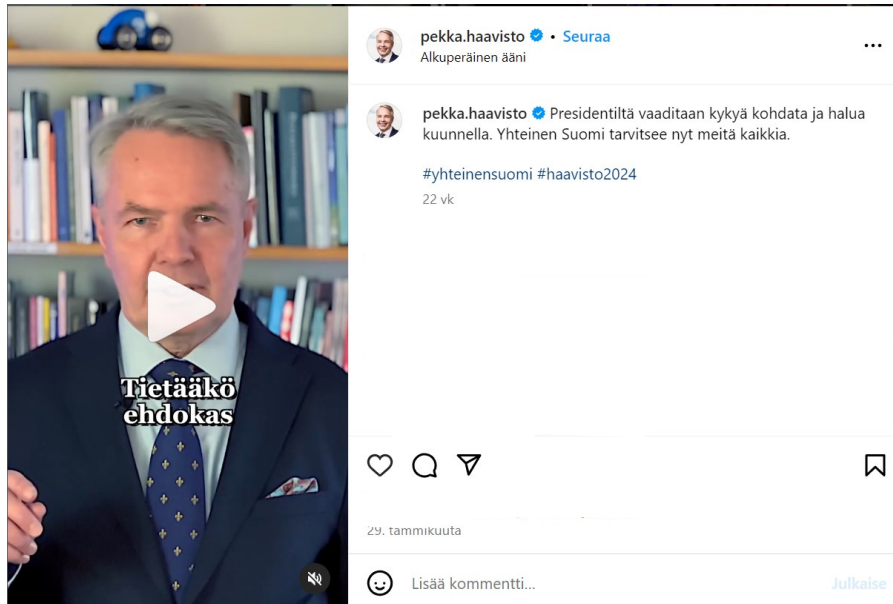 pekka.haavisto • Seuraa
Alkuperäinen ääni
pekka.haavisto Presidentiltä vaaditaan kykyä kohdata ja halua
kuunnella. Yhteinen Suomi tarvitsee nyt meitä kaikkia.
#yhteinensuomi #haavisto2024
22 vk
Tietääkö
ehdokas
29. tammikuuta
Lisää kommentti...
Julkaise